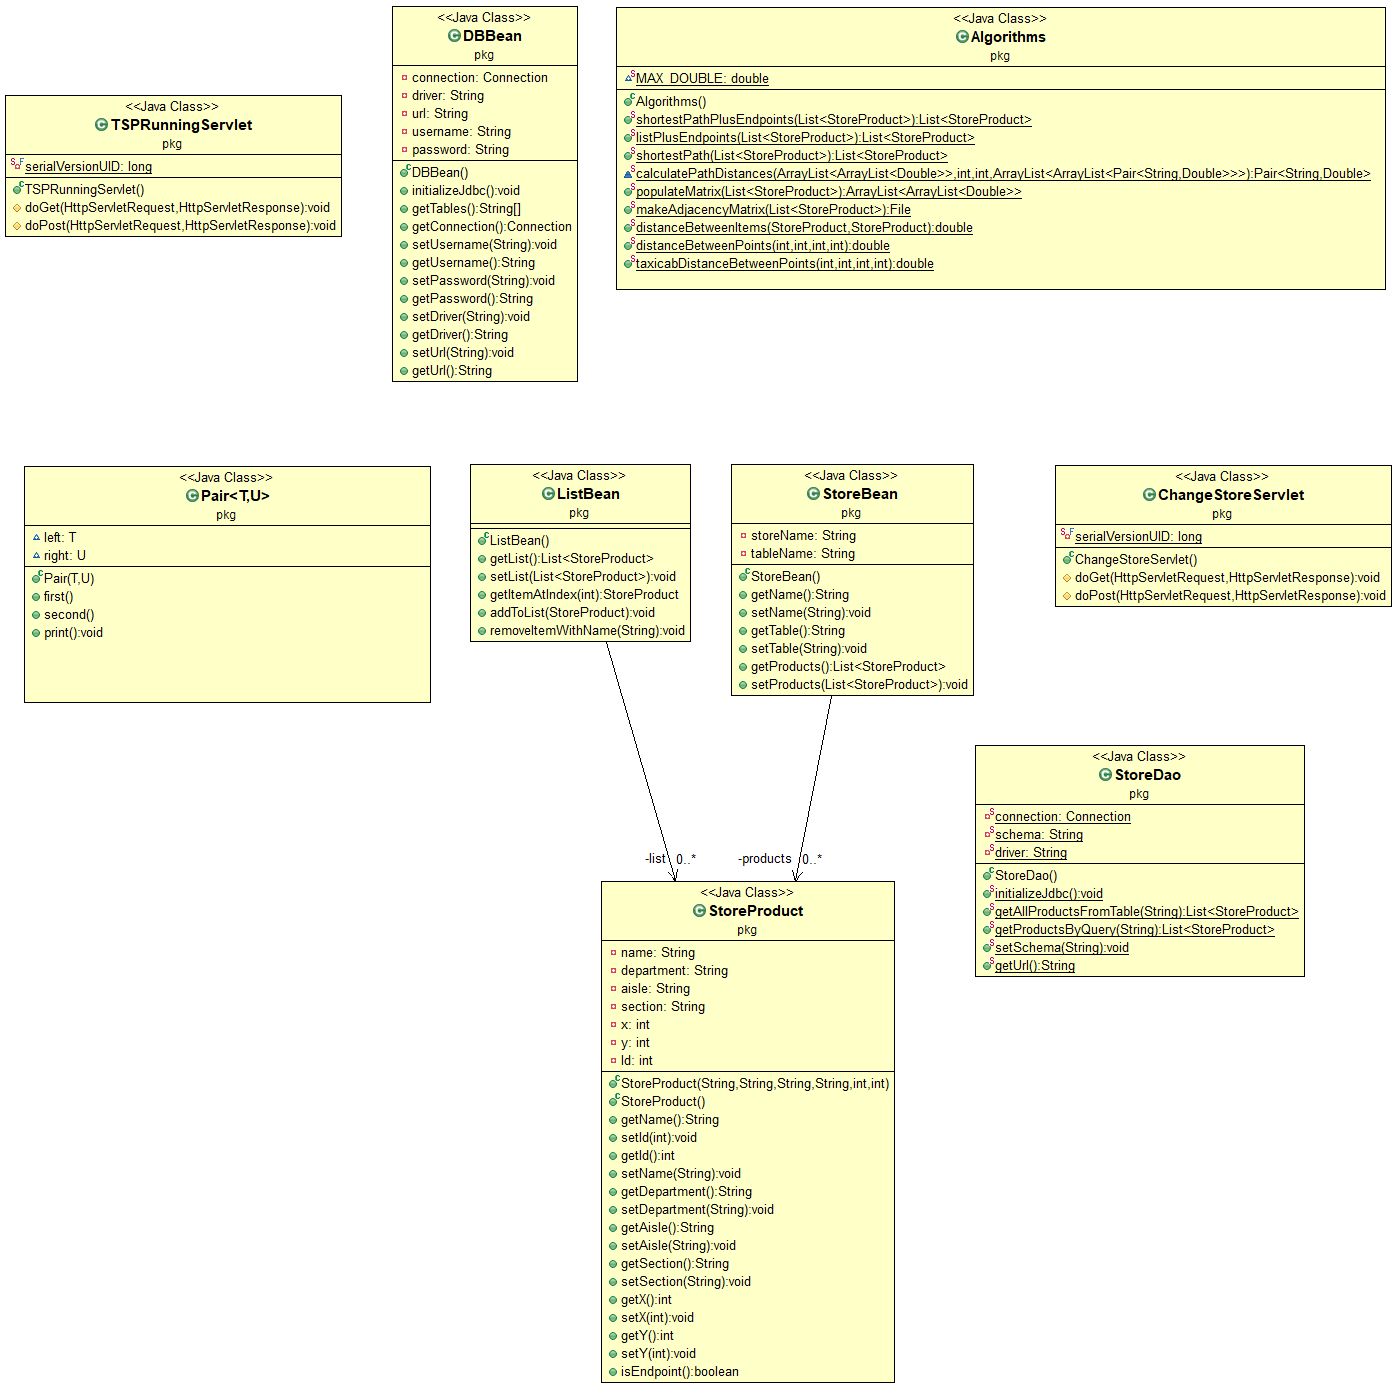 <<Java Class>>
TSPRunningServlet
pkg
serialVersionUID: long
TSPRunningServlet()
doGet(HttpServletRequest,HttpServletResponse):void
doPost(HttpServletRequest,HttpServletResponse):void
<<Java Class>>
DBBean
pkg
connection: Connection
driver: String
url: String
username: String
password: String
DBBean()
initializeJdbc():void
getTables():String[]
getConnection():Connection
setUsername(String):void
getUsername():String
setPassword(String):void
getPassword():String
setDriver(String):void
getDriver():String
setUrl(String):void
getUrl():String
<<Java Class>>
Algorithms
pkg
MAX_DOUBLE: double
Algorithms()
shortestPathPlusEndpoints(List<StoreProduct>):List<StoreProduct>
listPlusEndpoints(List<StoreProduct>):List<StoreProduct>
shortestPath(List<StoreProduct>):List<StoreProduct>
calculatePathDistances(ArrayList<ArrayList<Double>>,int,int,ArrayList<ArrayList<Pair<String,Double>>>):Pair<String,Double>
populateMatrix(List<StoreProduct>):ArrayList<ArrayList<Double>>
makeAdjacencyMatrix(List<StoreProduct>):File
distanceBetweenItems(StoreProduct,StoreProduct):double
distanceBetweenPoints(int,int,int,int):double
taxicabDistanceBetweenPoints(int,int,int,int):double
<<Java Class>>
Pair<T,U>
pkg
left: T
right: U
Pair(T,U)
first()
second()
print():void
<<Java Class>>
ListBean
pkg
ListBean()
getList():List<StoreProduct>
setList(List<StoreProduct>):void
getItemAtIndex(int):StoreProduct
addToList(StoreProduct):void
removeItemWithName(String):void
<<Java Class>>
StoreBean
pkg
storeName: String
tableName: String
StoreBean()
getName():String
setName(String):void
getTable():String
setTable(String):void
getProducts():List<StoreProduct>
setProducts(List<StoreProduct>):void
<<Java Class>>
ChangeStoreServlet
pkg
serialVersionUID: long
ChangeStoreServlet()
doGet(HttpServletRequest,HttpServletResponse):void
doPost(HttpServletRequest,HttpServletResponse):void
<<Java Class>>
StoreDao
pkg
connection: Connection
schema: String
driver: String
StoreDao()
initializeJdbc():void
getAllProductsFromTable(String):List<StoreProduct>
getProductsByQuery(String):List<StoreProduct>
setSchema(String):void
getUrl():String
-list 0..*
-products 0..*
<<Java Class>>
StoreProduct
pkg
name: String
department: String
aisle: String
section: String
x: int
y: int
Id: int
StoreProduct(String,String,String,String,int,int)
StoreProduct()
getName():String
setId(int):void
getId():int
setName(String):void
getDepartment():String
setDepartment(String):void
getAisle():String
setAisle(String):void
getSection():String
setSection(String):void
getX():int
setX(int):void
getY():int
setY(int):void
isEndpoint():boolean